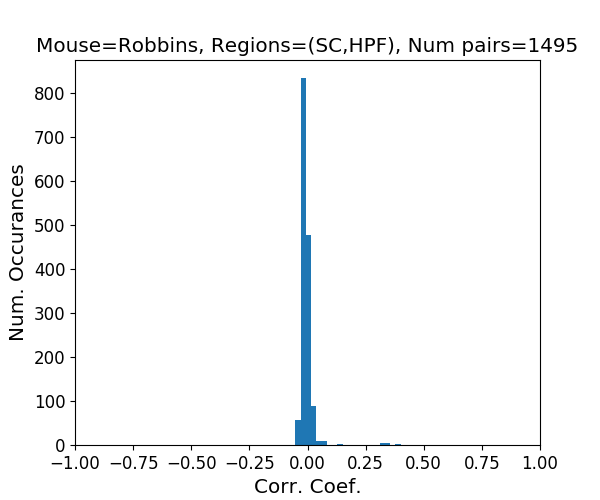 Mouse=Robbins, Regions=(SC,HPF), Num pairs=1495
800
700
600
500
400
300
200
100
0
Num. Occurances
−1.00 −0.75 −0.50 −0.25 0.00 0.25 0.50 0.75 1.00
Corr. Coef.